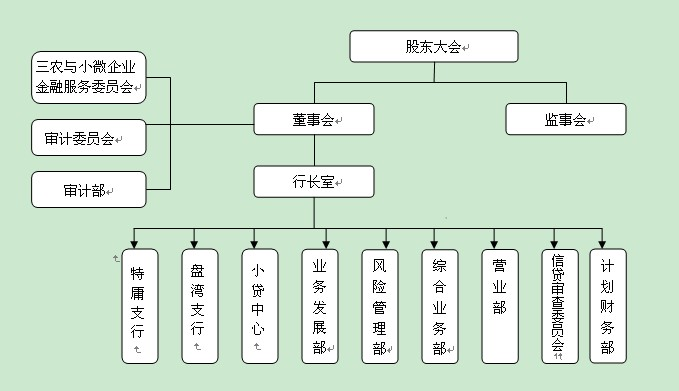 股东大会
三农与小微企业
金融服务委员会
董事会
监事会
审计委员会
行长室
审计部
特庸支行
盘湾支行
小贷中心
业务发展部
风险管理部
综合业务部
营业部
信贷审查委员会
计划财务部